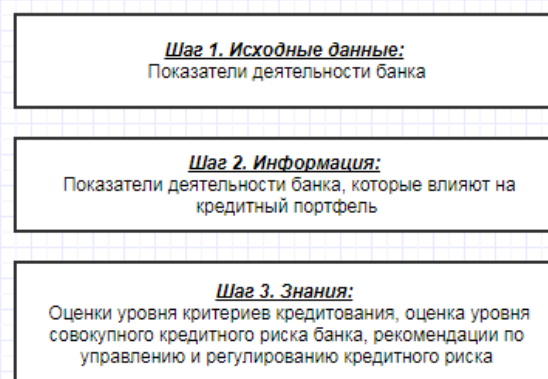 Шаг 1. Исходные данные:
Показатели деятельности банка
Шаг 2. Информация:
Показатели деятельности банка, которые влияют на
кредитный портфель
Шаг 3. Знания:
Оценки уровня критериев кредитования, оценка уровня
совокупного кредитного риска банка, рекомендации по
управлению и регулированию кредитного риска